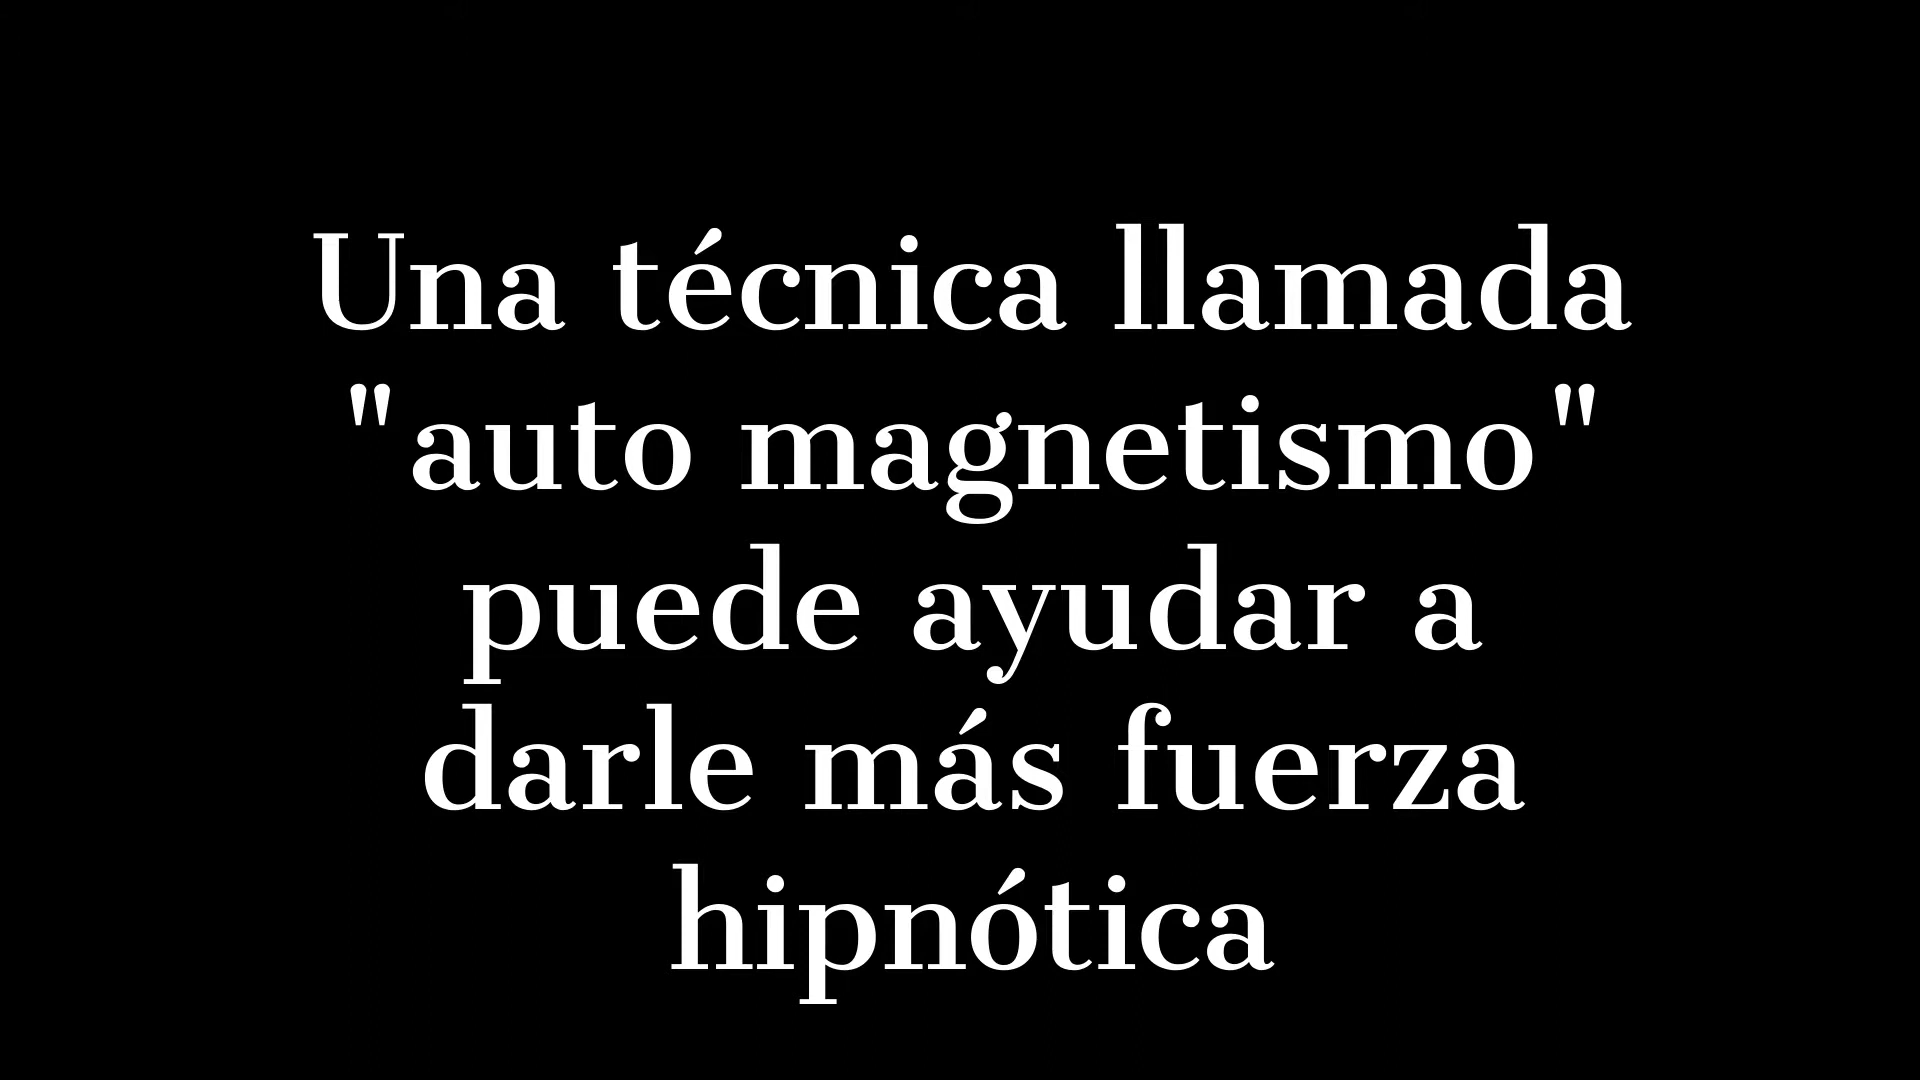 Una técnica llamada
"auto magnetismo"
puede ayudar a
darle más fuerza
hipnótica